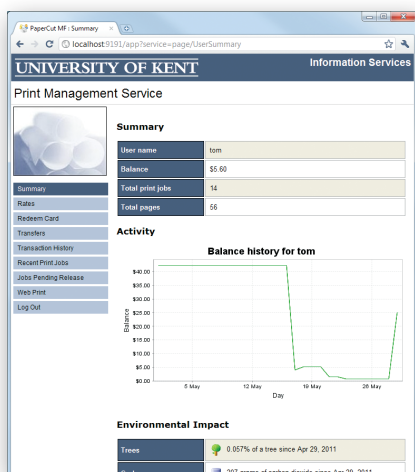 PaperCut MF : Summary
localhost:9191/app?service=page/UserSummary
UNIVERSITY OF KENT
Information Services
Print Management Service
Summary
Rates
Redeem Card
Transfers
Transaction History
Recent Print Jobs
Jobs Pending Release
Web Print
Log Out
Summary
User name tom
Balance $5.60
Total print jobs 14
Total pages 56
Activity
Balance history for tom
$40.00
$35.00
$30.00
$25.00
$20.00
$15.00
$10.00
$5.00
$0.00
Balance
5 May 12 May 19 May 26 May
Day
Environmental Impact
Trees 0.057% of a tree since Apr 29, 2011